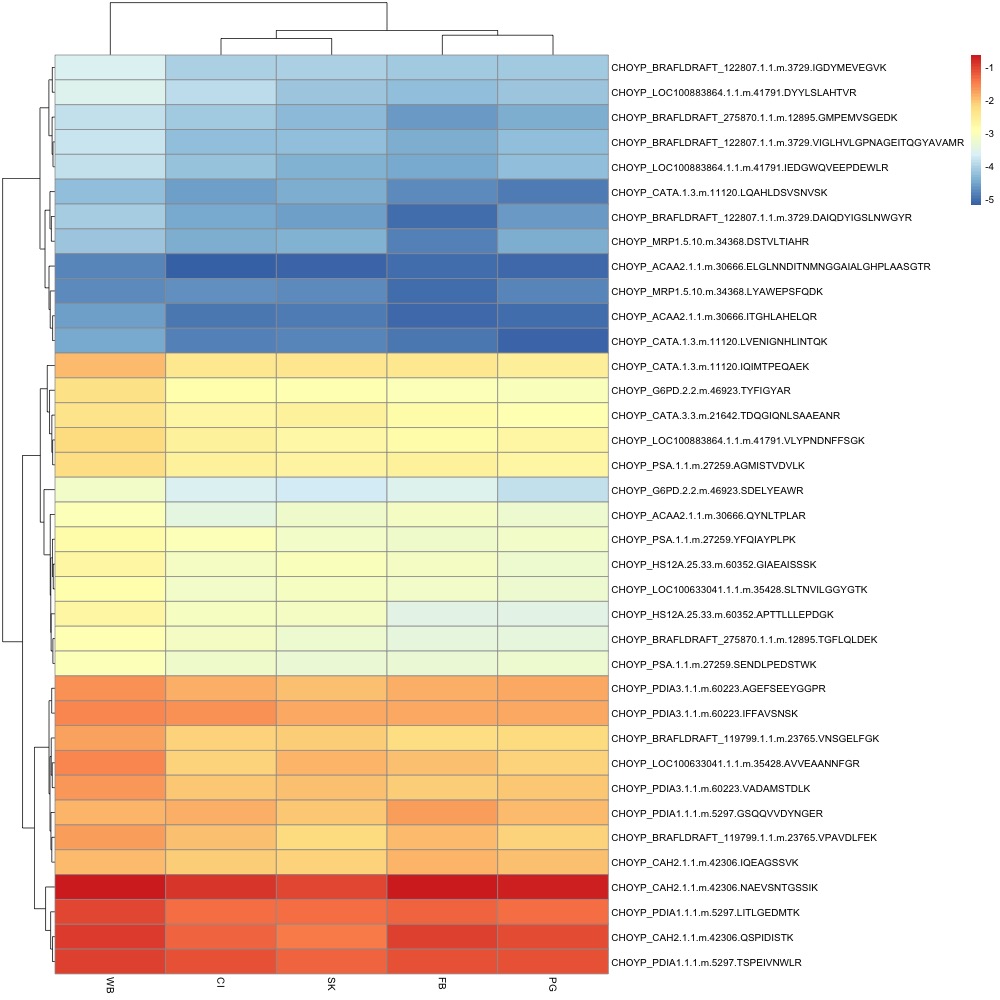 CHOYP_BRAFLDRAFT_122807.1.1.m.3729.IGDYMEVEGVK
CHOYP_LOC100883864.1.1.m.41791.DYYLSLAHTVR
CHOYP_BRAFLDRAFT_275870.1.1.m.12895.GMPEMVSGEDK
CHOYP_BRAFLDRAFT_122807.1.1.m.3729.VIGLHVLGPNAGEITQGYAVAMR
CHOYP_LOC100883864.1.1.m.41791.IEDGWQVEEPDEWLR
CHOYP_CATA.1.3.m.11120.LQAHLDSVSNVSK
CHOYP_BRAFLDRAFT_122807.1.1.m.3729.DAIQDYIGSLNWGYR
CHOYP_MRP1.5.10.m.34368.DSTVLTIAHR
CHOYP_ACAA2.1.1.m.30666.ELGLNNDITNMNGGAIALGHPLAASGTR
CHOYP_MRP1.5.10.m.34368.LYAWEPSFQDK
CHOYP_ACAA2.1.1.m.30666.ITGHLAHELQR
CHOYP_CATA.1.3.m.11120.LVENIGNHLINTQK
CHOYP_CATA.1.3.m.11120.IQIMTPEQAEK
CHOYP_G6PD.2.2.m.46923.TYFIGYAR
CHOYP_CATA.3.3.m.21642.TDQGIQNLSAAEANR
CHOYP_LOC100883864.1.1.m.41791.VLYPNDNFFSGK
CHOYP_PSA.1.1.m.27259.AGMISTVDVLK
CHOYP_G6PD.2.2.m.46923.SDELYEAWR
CHOYP_ACAA2.1.1.m.30666.QYNLTPLAR
CHOYP_PSA.1.1.m.27259.YFQIAYPLPK
CHOYP_HS12A.25.33.m.60352.GIAEAISSSK
CHOYP_LOC100633041.1.1.m.35428.SLTNVILGGYGTK
CHOYP_HS12A.25.33.m.60352.APTTLLLEPDGK
CHOYP_BRAFLDRAFT_275870.1.1.m.12895.TGFLQLDEK
CHOYP_PSA.1.1.m.27259.SENDLPEDSTWK
CHOYP_PDIA3.1.1.m.60223.AGEFSEEYGGPR
CHOYP_PDIA3.1.1.m.60223.IFFAVSNSK
CHOYP_BRAFLDRAFT_119799.1.1.m.23765.VNSGELFGK
CHOYP_LOC100633041.1.1.m.35428.AVVEAANNFGR
CHOYP_PDIA3.1.1.m.60223.VADAMSTDLK
CHOYP_PDIA1.1.1.m.5297.GSQQVVDYNGER
CHOYP_BRAFLDRAFT_119799.1.1.m.23765.VPAVDLFEK
CHOYP_CAH2.1.1.m.42306.IQEAGSSVK
CHOYP_CAH2.1.1.m.42306.NAEVSNTGSSIK
CHOYP_PDIA1.1.1.m.5297.LITLGEDMTK
CHOYP_CAH2.1.1.m.42306.QSPIDISTK
CHOYP_PDIA1.1.1.m.5297.TSPEIVNWLR
WB
CI
SK
FB
PG
-1
-2
-3
-4
-5